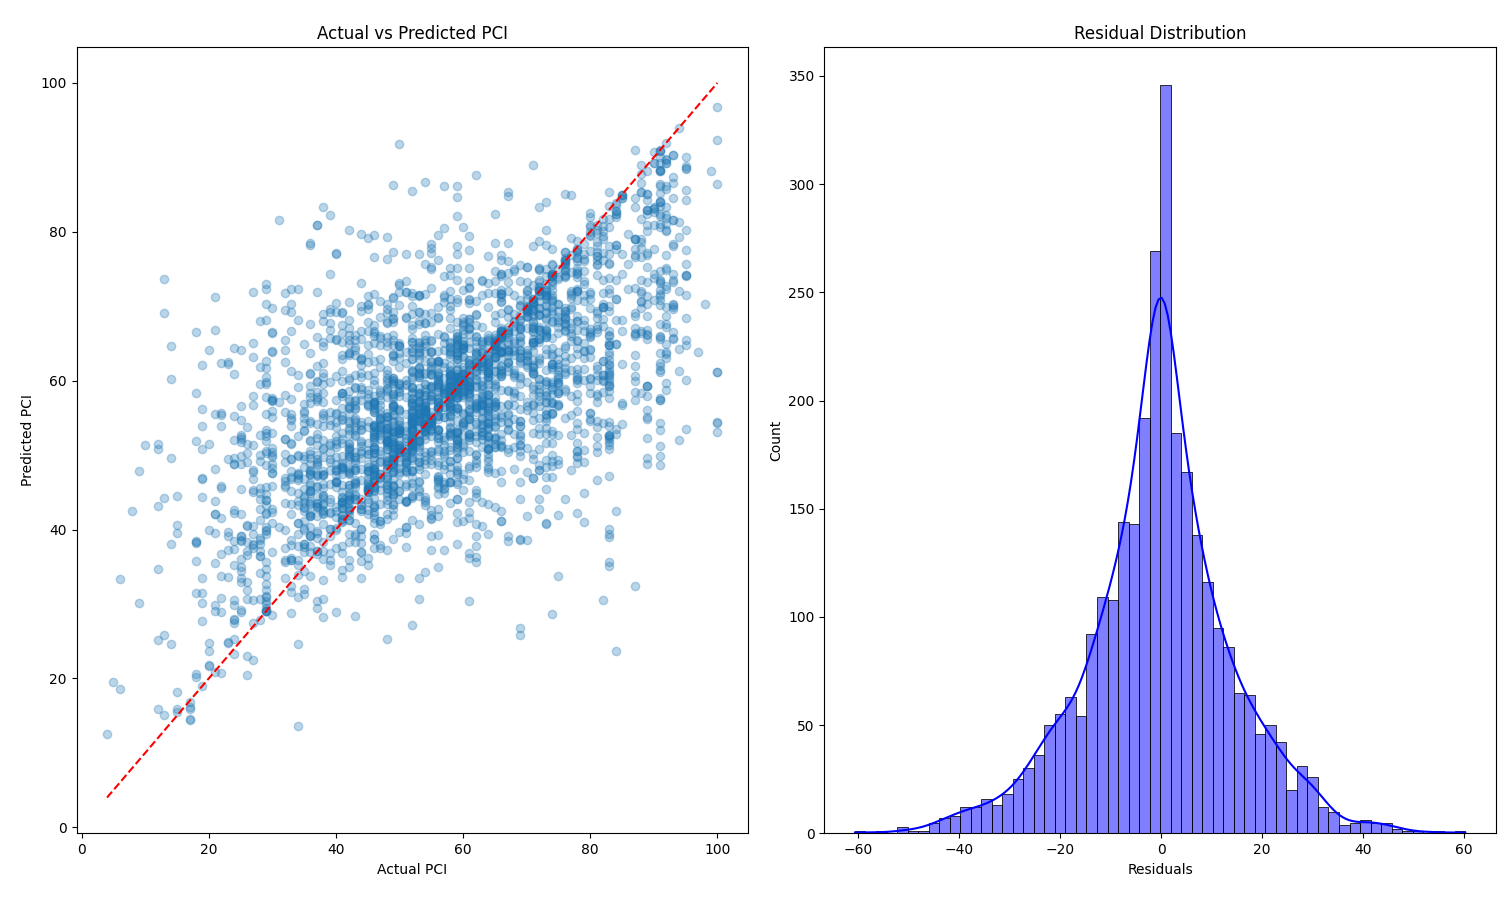 Actual vs Predicted PCI
100
80
60
40
20
0
Predicted PCI
0 20 40 60 80 100
Actual PCI
Residual Distribution
350
300
250
200
150
100
50
0
Count
−60 −40 −20 0 20 40 60
Residuals